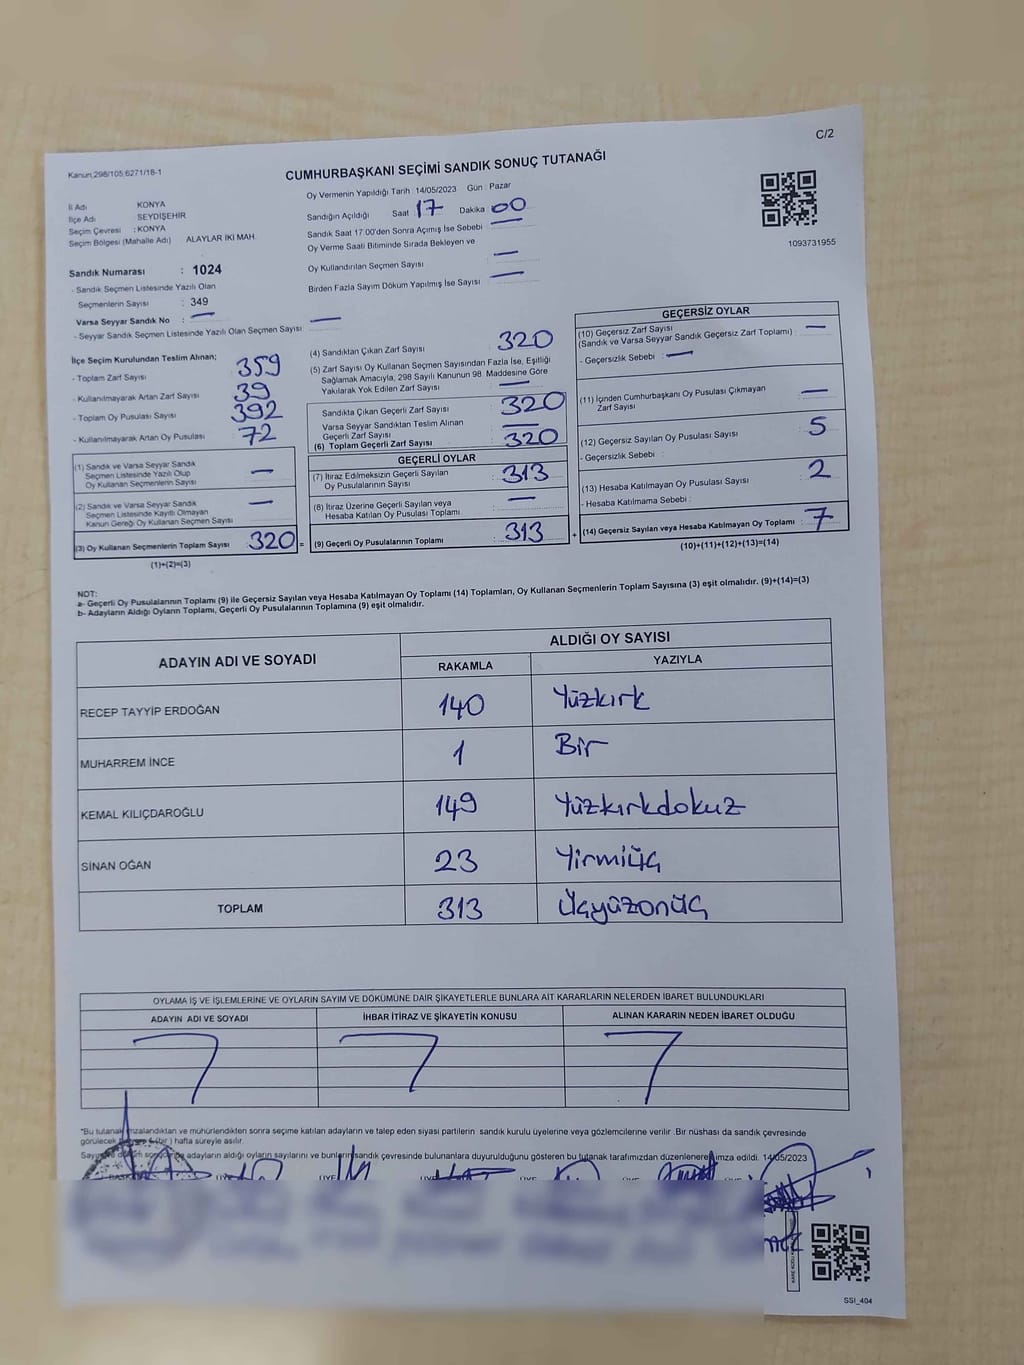 C/2
Kanun;298/105,6271/18-1
CUMHURBAŞKANI SEÇİMİ SANDIK SONUÇ TUTANAĞI
İl Adı KONYA
İlçe Adı : SEYDİŞEHİR
Seçim Çevresi : KONYA
Seçim Bölgesi (Mahalle Adı) ALAYLAR İKİ MAH.
Sandık Numarası : 1024
- Sandık Seçmen Listesinde Yazılı Olan
Seçmenlerin Sayısı : 349
Varsa Seyyar Sandık No : —
- Seyyar Sandık Seçmen Listesinde Yazılı Olan Seçmen Sayısı: —
Oy Vermenin Yapıldığı Tarih : 14/05/2023 Gün : Pazar
Sandığın Açıldığı Saat 17 Dakika : 00
Sandık Saat 17.00'den Sonra Açılmış İse Sebebi : —
Oy Verme Saati Bitiminde Sırada Bekleyen ve
Oy Kullandırılan Seçmen Sayısı —
Birden Fazla Sayım Döküm Yapılmış İse Sayısı : —
1093731955
İlçe Seçim Kurulundan Teslim Alınan;
- Toplam Zarf Sayısı : 359
- Kullanılmayarak Artan Zarf Sayısı : 39
- Toplam Oy Pusulası Sayısı : 392
- Kullanılmayarak Artan Oy Pusulası : 72
(1) Sandık ve Varsa Seyyar Sandık
Seçmen Listesinde Yazılı Olup
Oy Kullanan Seçmenlerin Sayısı : —
(2) Sandık ve Varsa Seyyar Sandık
Seçmen Listesinde Kayıtlı Olmayan
Kanun Gereği Oy Kullanan Seçmen Sayısı : —
(3) Oy Kullanan Seçmenlerin Toplam Sayısı : 320 =
(1)+(2)=(3)
(4) Sandıktan Çıkan Zarf Sayısı : 320
(5) Zarf Sayısı Oy Kullanan Seçmen Sayısından Fazla İse, Eşitliği
Sağlamak Amacıyla, 298 Sayılı Kanunun 98. Maddesine Göre
Yakılarak Yok Edilen Zarf Sayısı : —
Sandıkta Çıkan Geçerli Zarf Sayısı : 320
Varsa Seyyar Sandıktan Teslim Alınan
Geçerli Zarf Sayısı : —
(6) Toplam Geçerli Zarf Sayısı : 320
GEÇERLİ OYLAR
(7) İtiraz Edilmeksizin Geçerli Sayılan
Oy Pusulalarının Sayısı : 313
(8) İtiraz Üzerine Geçerli Sayılan veya
Hesaba Katılan Oy Pusulası Toplamı : —
(9) Geçerli Oy Pusulalarının Toplamı : 313 +
GEÇERSİZ OYLAR
(10) Geçersiz Zarf Sayısı
(Sandık ve Varsa Seyyar Sandık Geçersiz Zarf Toplamı) : —
- Geçersizlik Sebebi : —
(11) İçinden Cumhurbaşkanı Oy Pusulası Çıkmayan
Zarf Sayısı : —
(12) Geçersiz Sayılan Oy Pusulası Sayısı : 5
- Geçersizlik Sebebi :
(13) Hesaba Katılmayan Oy Pusulası Sayısı : 2
- Hesaba Katılmama Sebebi :
(14) Geçersiz Sayılan veya Hesaba Katılmayan Oy Toplamı : 7
(10)+(11)+(12)+(13)=(14)
NOT:
a- Geçerli Oy Pusulalarının Toplamı (9) ile Geçersiz Sayılan veya Hesaba Katılmayan Oy Toplamı (14) Toplamları, Oy Kullanan Seçmenlerin Toplam Sayısına (3) eşit olmalıdır. (9)+(14)=(3)
b- Adayların Aldığı Oyların Toplamı, Geçerli Oy Pusulalarının Toplamına (9) eşit olmalıdır.
ADAYIN ADI VE SOYADI ALDIĞI OY SAYISI
RAKAMLA YAZIYLA
RECEP TAYYİP ERDOĞAN 140 Yüzkırk
MUHARREM İNCE 1 Bir
KEMAL KILIÇDAROĞLU 149 Yüzkırkdokuz
SİNAN OĞAN 23 Yirmiüç
TOPLAM 313 Üçyüzonüç
OYLAMA İŞ VE İŞLEMLERİNE VE OYLARIN SAYIM VE DÖKÜMÜNE DAİR ŞİKAYETLERLE BUNLARA AİT KARARLARIN NELERDEN İBARET BULUNDUKLARI
ADAYIN ADI VE SOYADI İHBAR İTİRAZ VE ŞİKAYETİN KONUSU ALINAN KARARIN NEDEN İBARET OLDUĞU
*Bu tutanak imzalandıktan ve mühürlendikten sonra seçime katılan adayların ve talep eden siyasi partilerin sandık kurulu üyelerine veya gözlemcilerine verilir .Bir nüshası da sandık çevresinde
görülecek (bir ) hafta süreyle asılır.
adayların aldığı oyların sayılarını ve bunların sandık çevresinde bulunanlara duyurulduğunu gösteren bu tutanak tarafımızdan düzenlenerek imza edildi. 14/05/2023
SSI_404